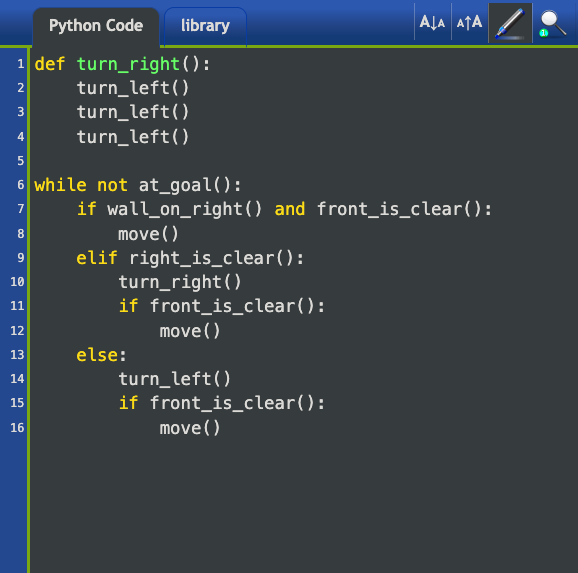 Python Code library A↓A A↑A
1 def turn_right():
2     turn_left()
3     turn_left()
4     turn_left()
5
6 while not at_goal():
7     if wall_on_right() and front_is_clear():
8         move()
9     elif right_is_clear():
10         turn_right()
11         if front_is_clear():
12             move()
13     else:
14         turn_left()
15         if front_is_clear():
16             move()